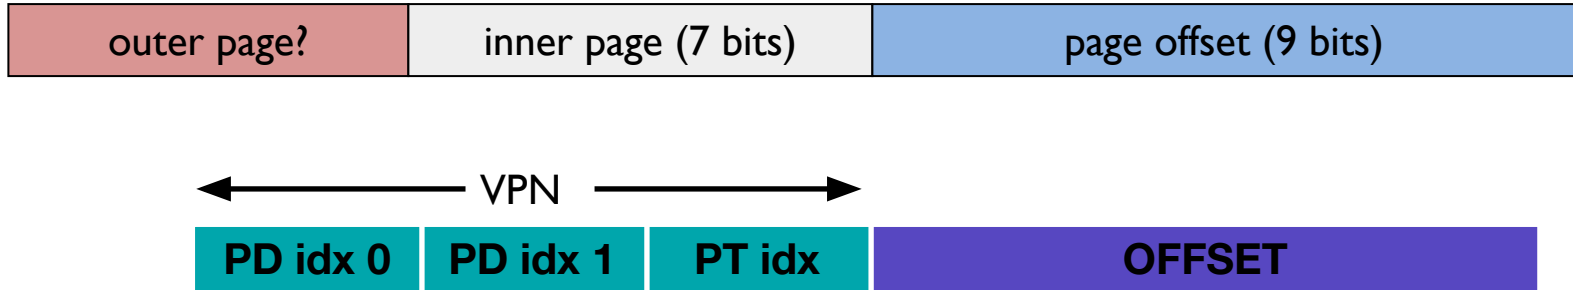 outer page? inner page (7 bits) page offset (9 bits)
VPN
PD idx 0 PD idx 1 PT idx OFFSET